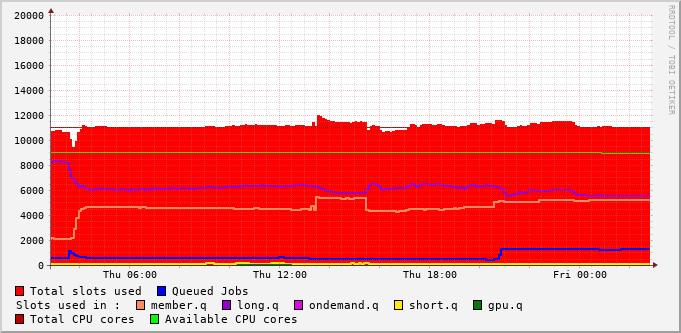 RRDTOOL / TOBI OETIKER
20000
18000
16000
14000
12000
10000
8000
6000
4000
2000
0
Thu 06:00 Thu 12:00 Thu 18:00 Fri 00:00
Total slots used Queued Jobs
Slots used in : member.q long.q ondemand.q short.q gpu.q
Total CPU cores Available CPU cores